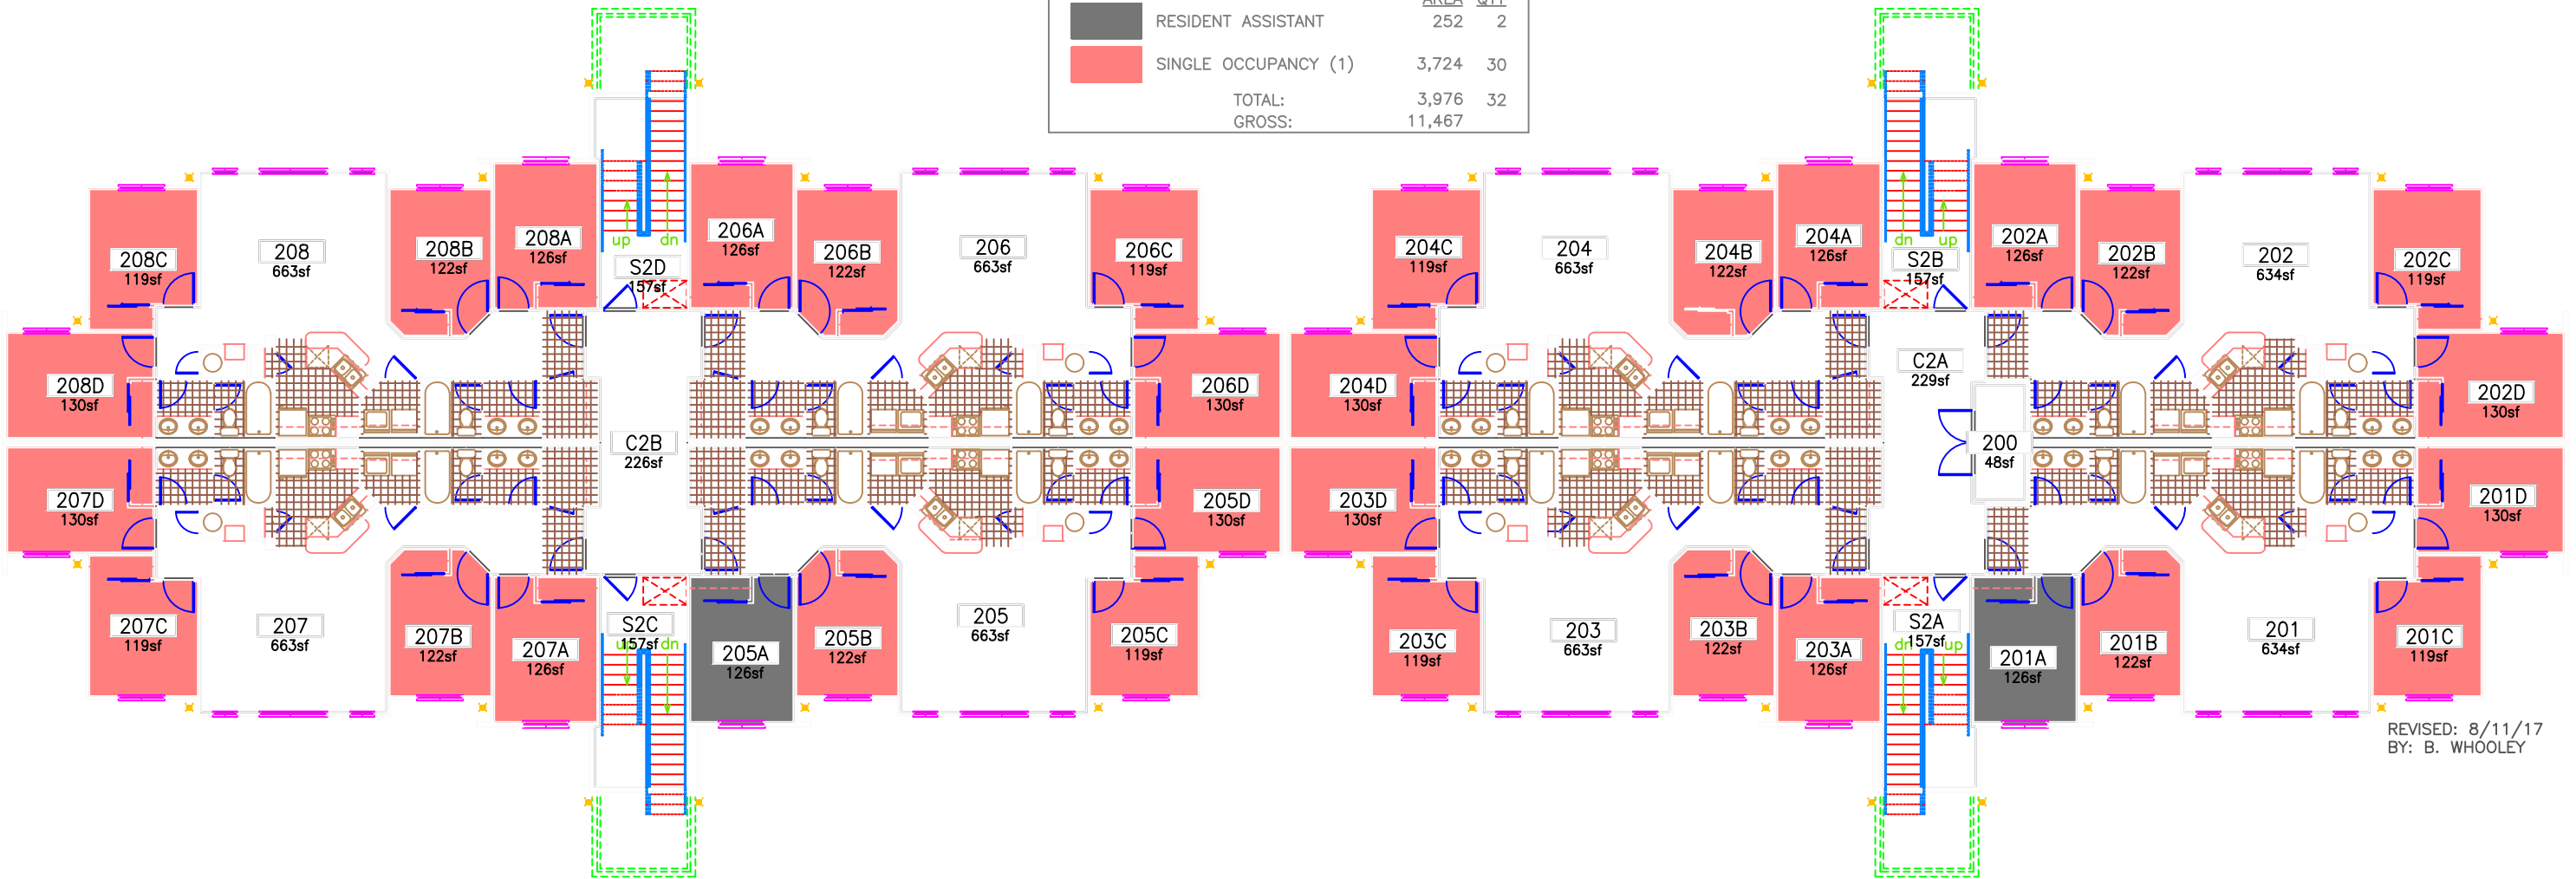 AREA QTY
RESIDENT ASSISTANT 252 2
SINGLE OCCUPANCY (1) 3,724 30
TOTAL: 3,976 32
GROSS: 11,467
208C
119sf
208
663sf
208B
122sf
208A
126sf
up dn
S2D
157sf
206A
126sf
206B
122sf
206
663sf
206C
119sf
204C
119sf
204
663sf
204B
122sf
204A
126sf
dn up
S2B
157sf
202A
126sf
202B
122sf
202
634sf
202C
119sf
208D
130sf
206D
130sf
204D
130sf
C2A
229sf
202D
130sf
C2B
226sf
200
48sf
207D
130sf
205D
130sf
203D
130sf
201D
130sf
207C
119sf
207
663sf
207B
122sf
207A
126sf
S2C
157sf
up dn
205A
126sf
205B
122sf
205
663sf
205C
119sf
203C
119sf
203
663sf
203B
122sf
203A
126sf
S2A
157sf
dn up
201A
126sf
201B
122sf
201
634sf
201C
119sf
REVISED: 8/11/17
BY: B. WHOOLEY